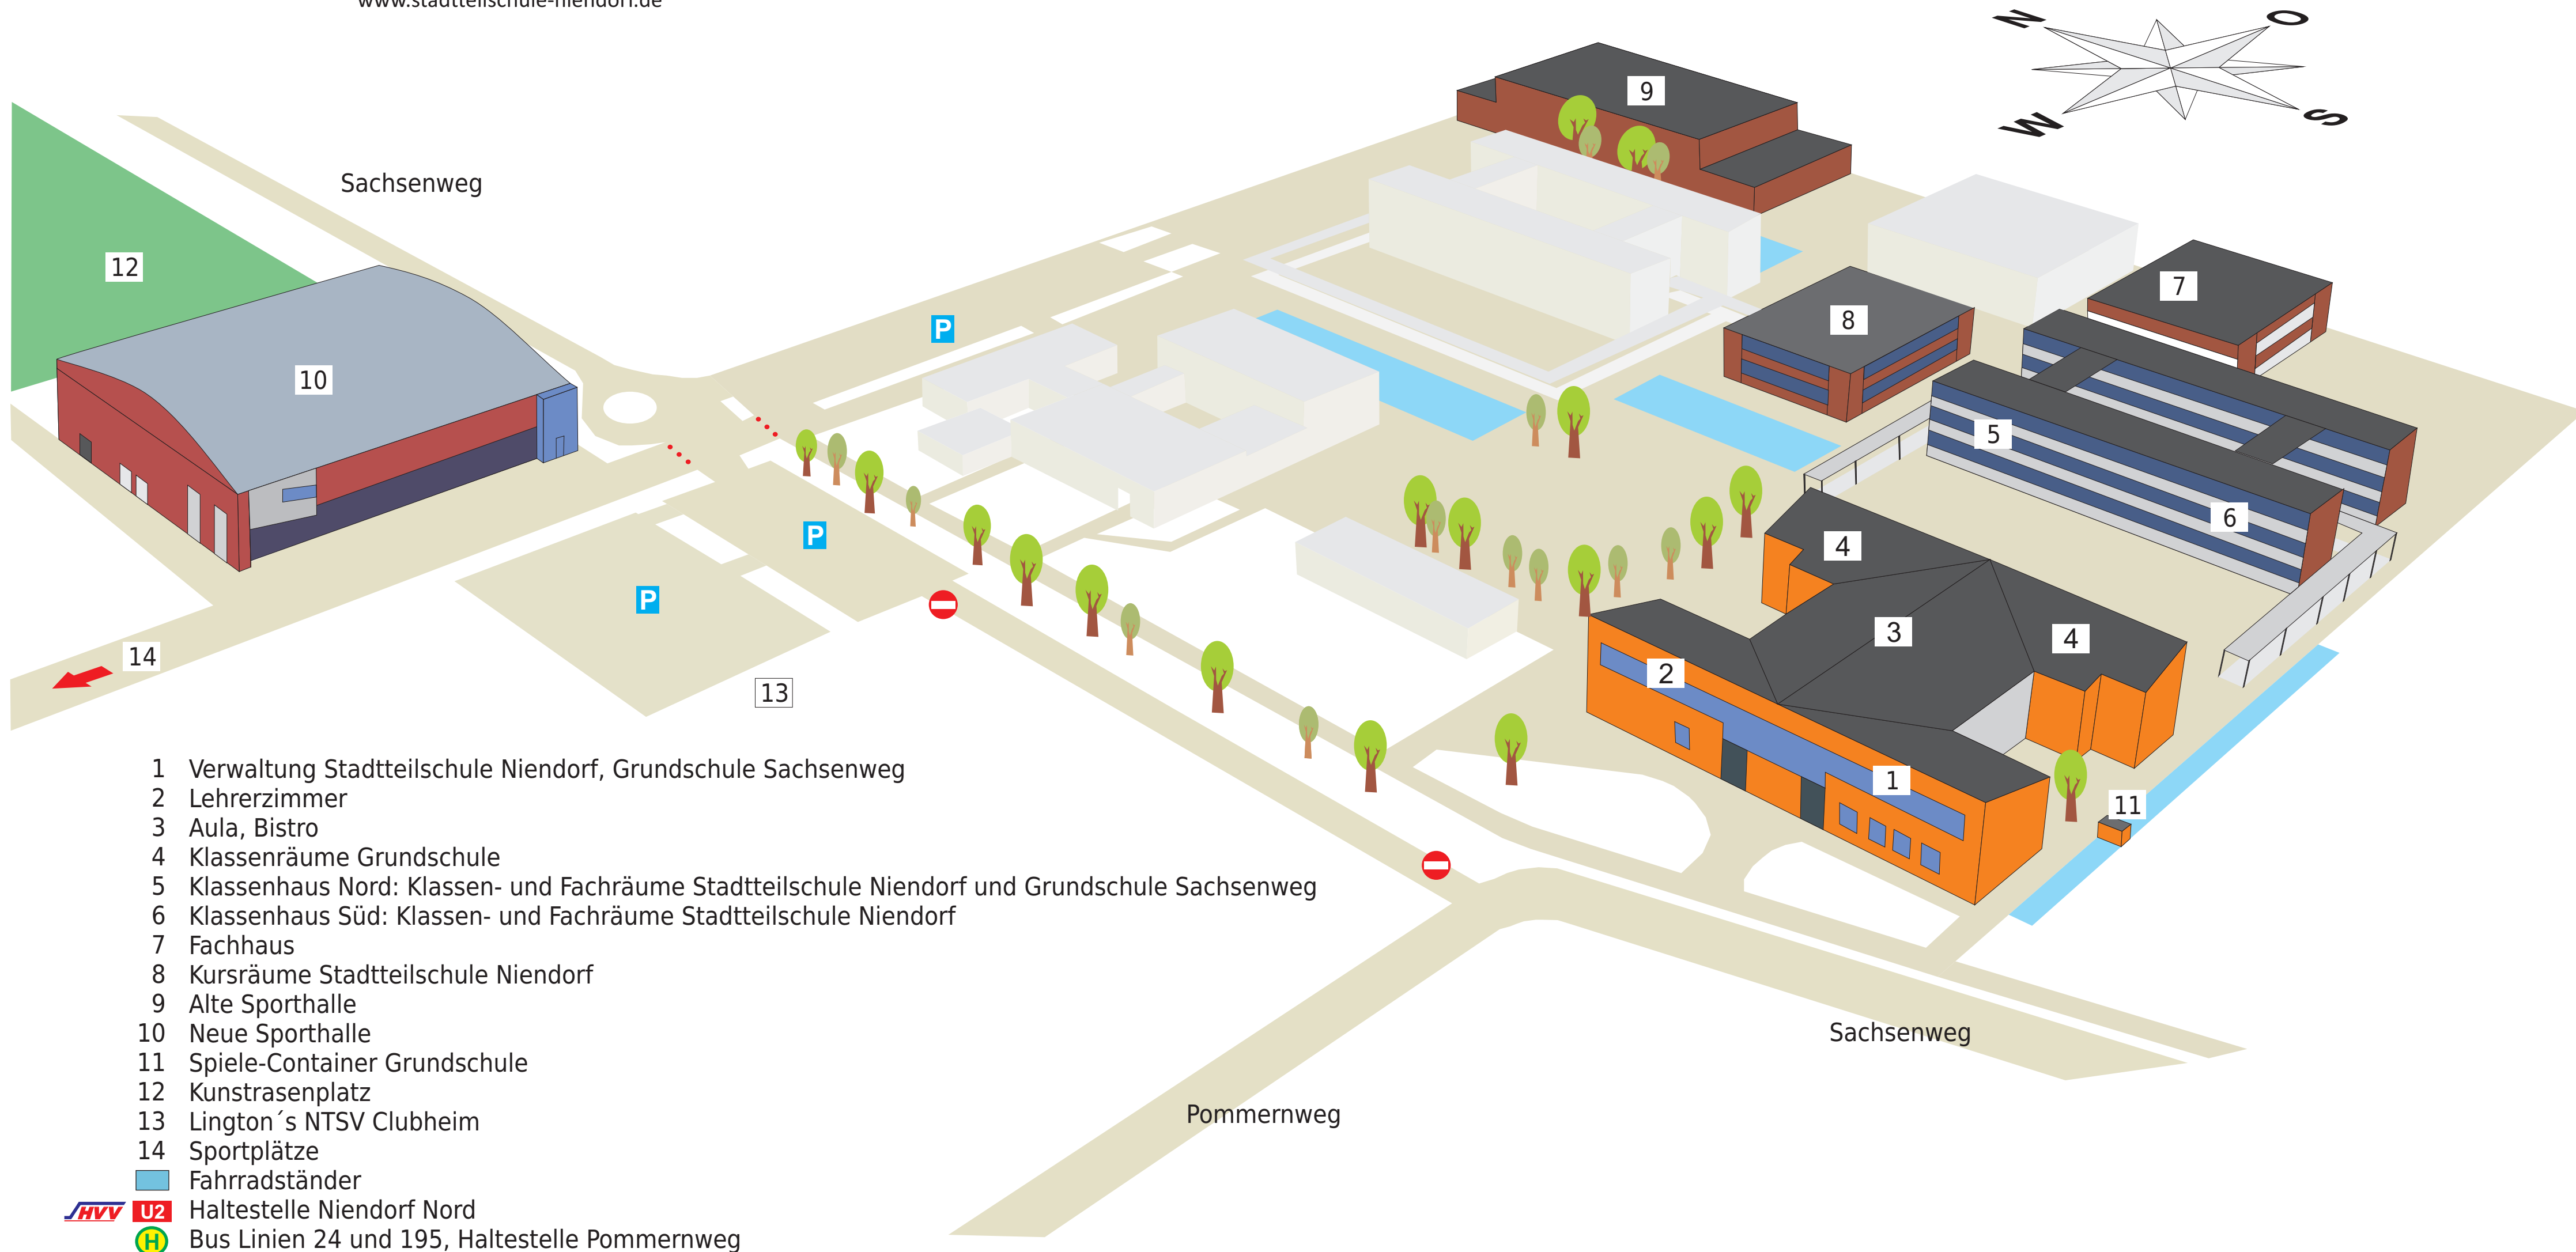 www.stadtteilschule-niendorf.de
N
O
W
S
9
Sachsenweg
12
7
8
P
10
5
6
P
4
P
3
4
14
2
13
1
11
Sachsenweg
Pommernweg
1 Verwaltung Stadtteilschule Niendorf, Grundschule Sachsenweg
2 Lehrerzimmer
3 Aula, Bistro
4 Klassenräume Grundschule
5 Klassenhaus Nord: Klassen- und Fachräume Stadtteilschule Niendorf und Grundschule Sachsenweg
6 Klassenhaus Süd: Klassen- und Fachräume Stadtteilschule Niendorf
7 Fachhaus
8 Kursräume Stadtteilschule Niendorf
9 Alte Sporthalle
10 Neue Sporthalle
11 Spiele-Container Grundschule
12 Kunstrasenplatz
13 Lington´s NTSV Clubheim
14 Sportplätze
Fahrradständer
HVV U2 Haltestelle Niendorf Nord
H Bus Linien 24 und 195, Haltestelle Pommernweg